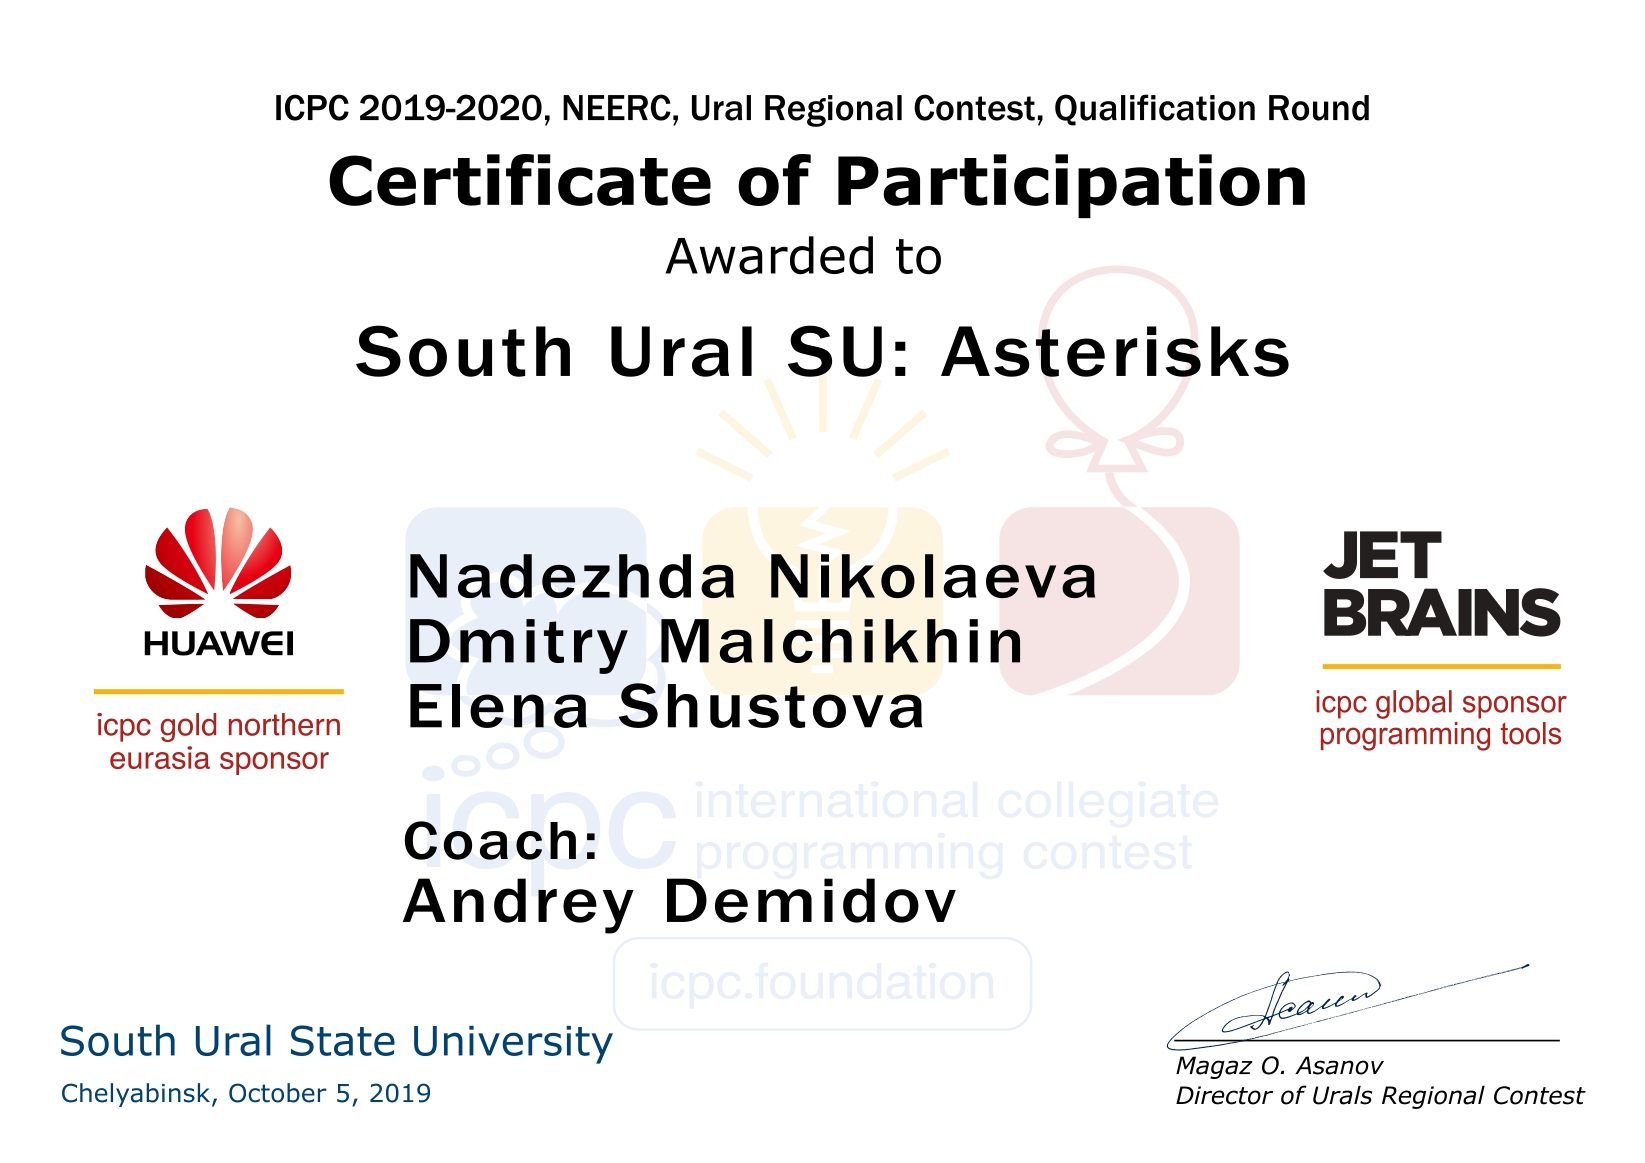 ICPC 2019-2020, NEERC, Ural Regional Contest, Qualification Round
Certificate of Participation
Awarded to
South Ural SU: Asterisks
HUAWEI
icpc gold northern
eurasia sponsor
Nadezhda Nikolaeva
Dmitry Malchikhin
Elena Shustova
JET
BRAINS
icpc global sponsor
programming tools
icpc
international collegiate
programming contest
Coach:
Andrey Demidov
icpc.foundation
South Ural State University
Chelyabinsk, October 5, 2019
Magaz O. Asanov
Director of Urals Regional Contest